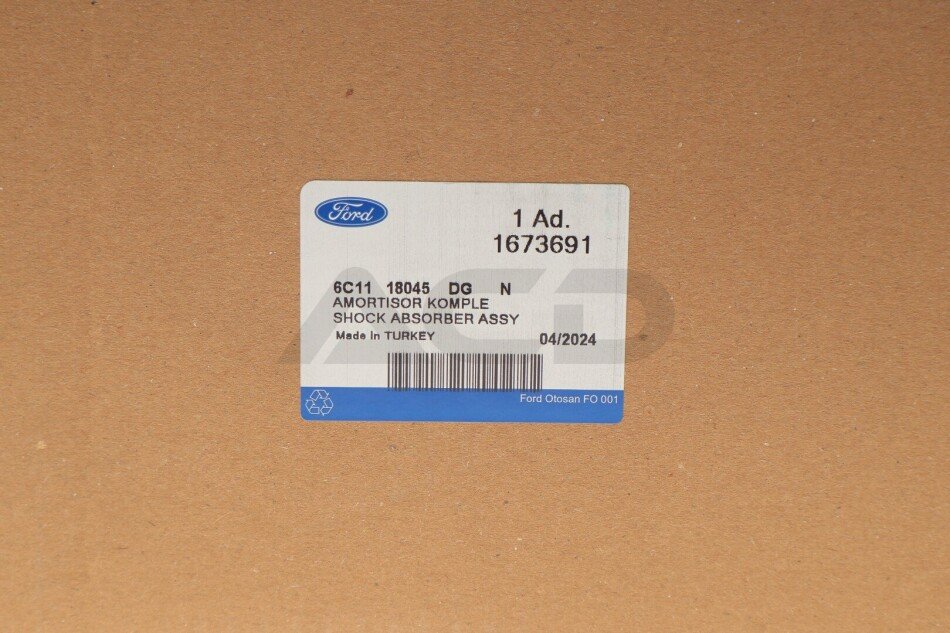 Ford
1 Ad.
1673691
6C11 18045 DG N
AMORTISOR KOMPLE
SHOCK ABSORBER ASSY
Made in TURKEY
04/2024
Ford Otosan FO 001
ACD